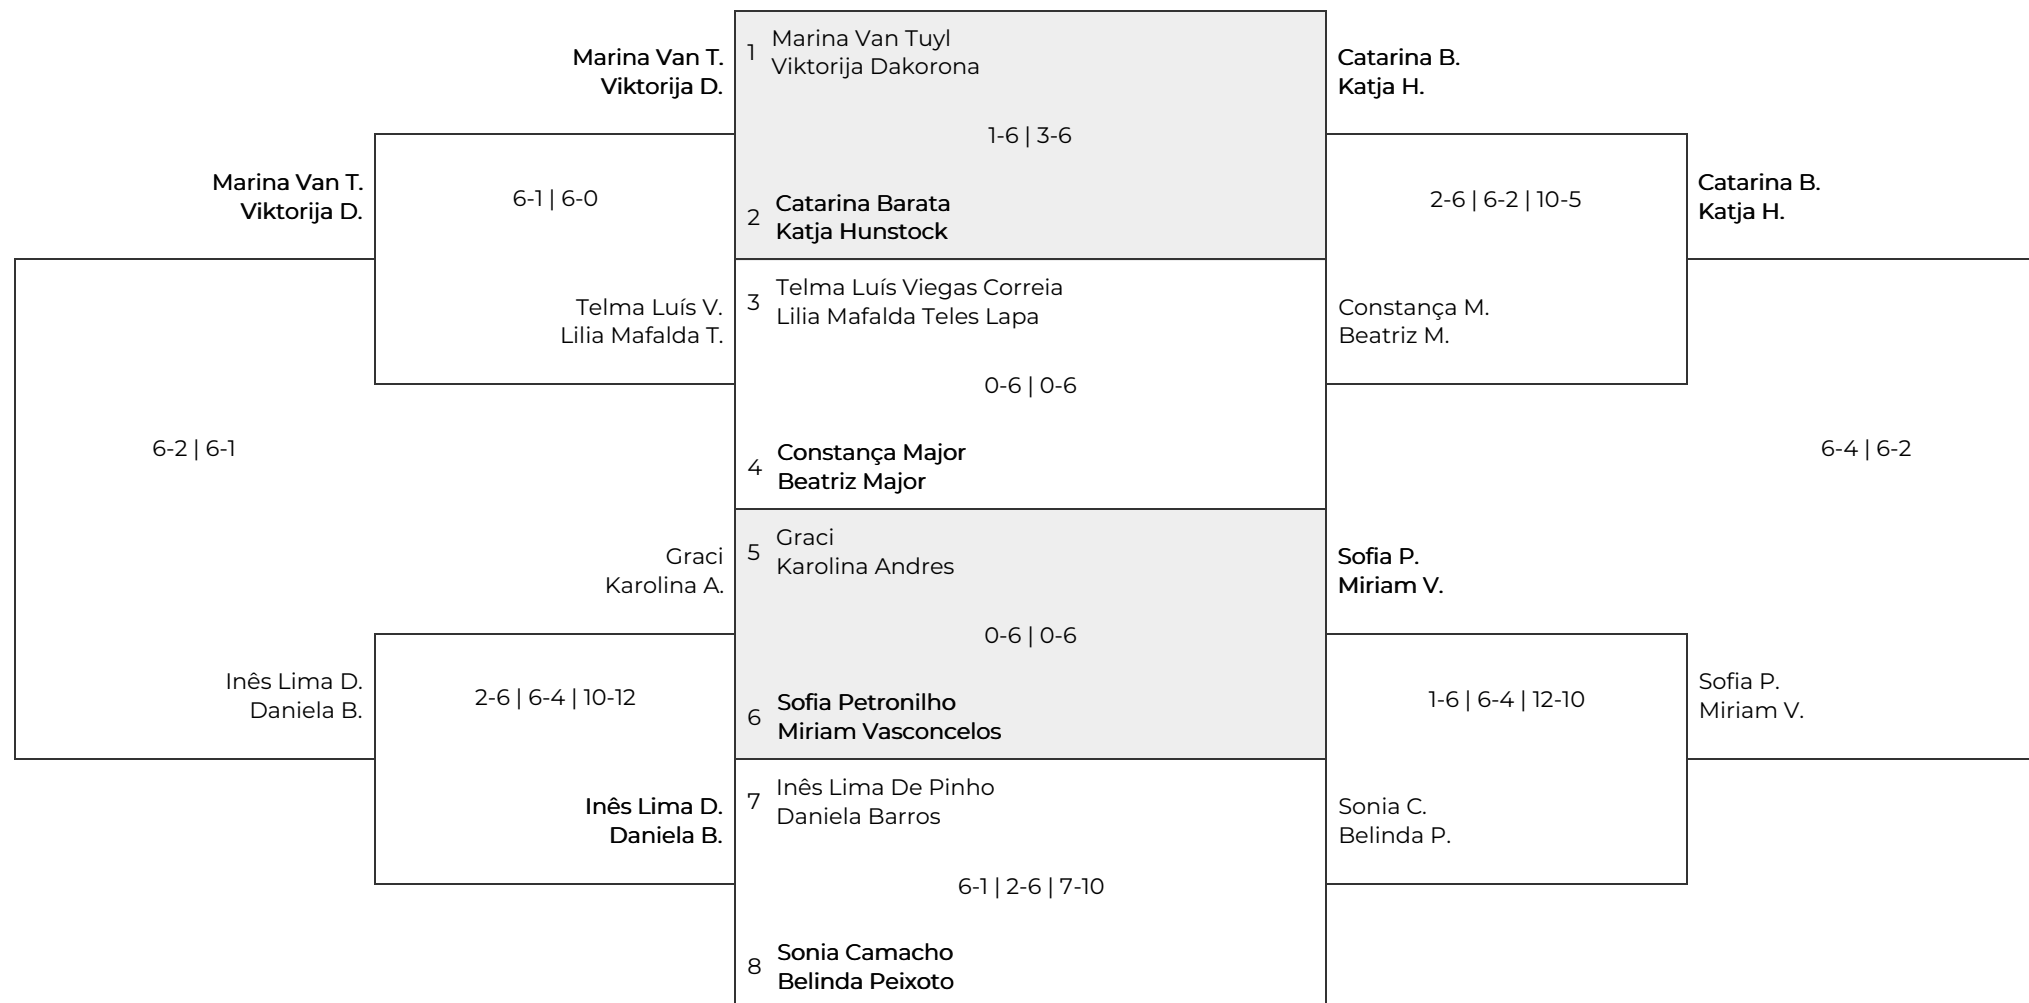 Marina Van T.
Viktorija D.
1
Marina Van Tuyl
Viktorija Dakorona
Catarina B.
Katja H.
1-6 | 3-6
Marina Van T.
Viktorija D.
6-1 | 6-0
2
Catarina Barata
Katja Hunstock
2-6 | 6-2 | 10-5
Catarina B.
Katja H.
Telma Luís V.
Lilia Mafalda T.
3
Telma Luís Viegas Correia
Lilia Mafalda Teles Lapa
Constança M.
Beatriz M.
0-6 | 0-6
6-2 | 6-1
4
Constança Major
Beatriz Major
6-4 | 6-2
Graci
Karolina A.
5
Graci
Karolina Andres
Sofia P.
Miriam V.
0-6 | 0-6
Inês Lima D.
Daniela B.
2-6 | 6-4 | 10-12
6
Sofia Petronilho
Miriam Vasconcelos
1-6 | 6-4 | 12-10
Sofia P.
Miriam V.
Inês Lima D.
Daniela B.
7
Inês Lima De Pinho
Daniela Barros
Sonia C.
Belinda P.
6-1 | 2-6 | 7-10
8
Sonia Camacho
Belinda Peixoto